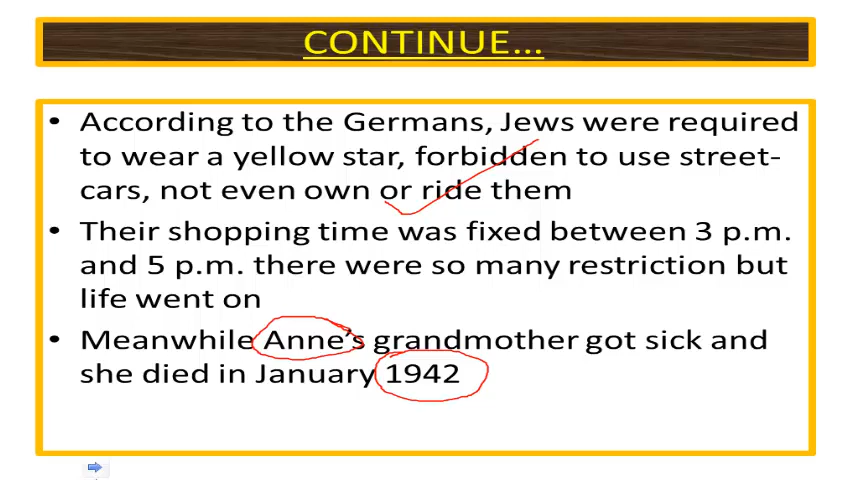 CONTINUE...
• According to the Germans, Jews were required
to wear a yellow star, forbidden to use street-
cars, not even own or ride them
• Their shopping time was fixed between 3 p.m.
and 5 p.m. there were so many restriction but
life went on
• Meanwhile Anne's grandmother got sick and
she died in January 1942